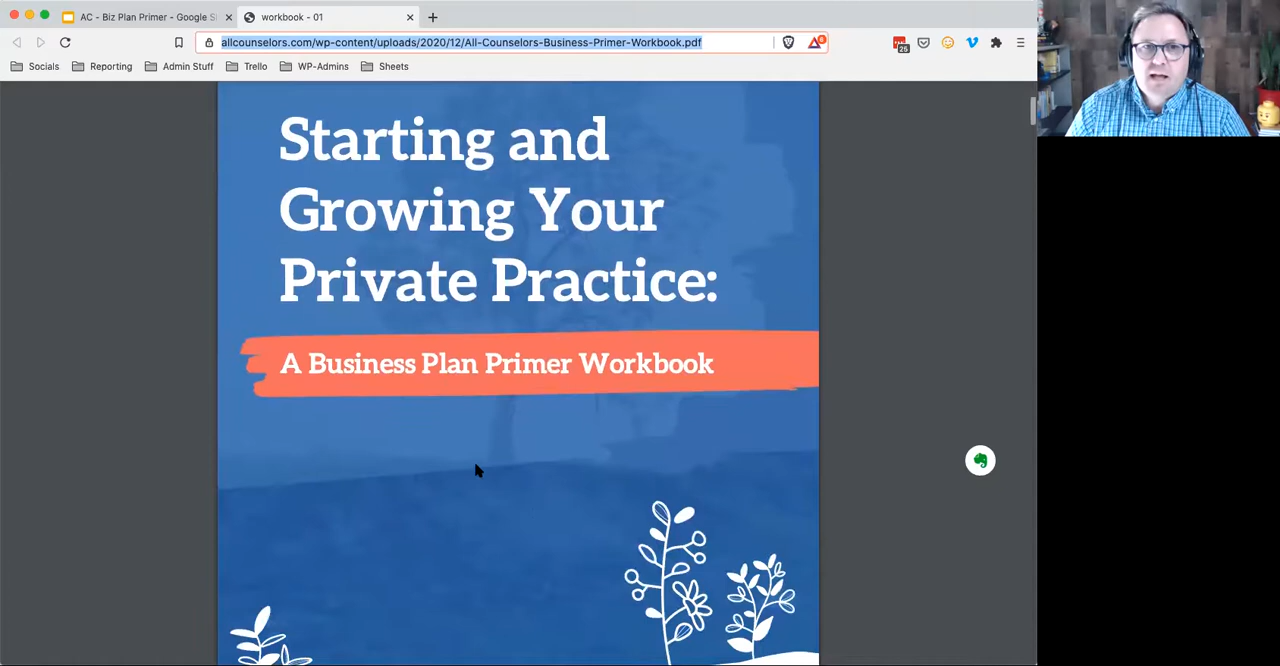 AC - Biz Plan Primer - Google S
workbook - 01
allcounselors.com/wp-content/uploads/2020/12/All-Counselors-Business-Primer-Workbook.pdf
6
25
Socials
Reporting
Admin Stuff
Trello
WP-Admins
Sheets
Starting and
Growing Your
Private Practice:
A Business Plan Primer Workbook